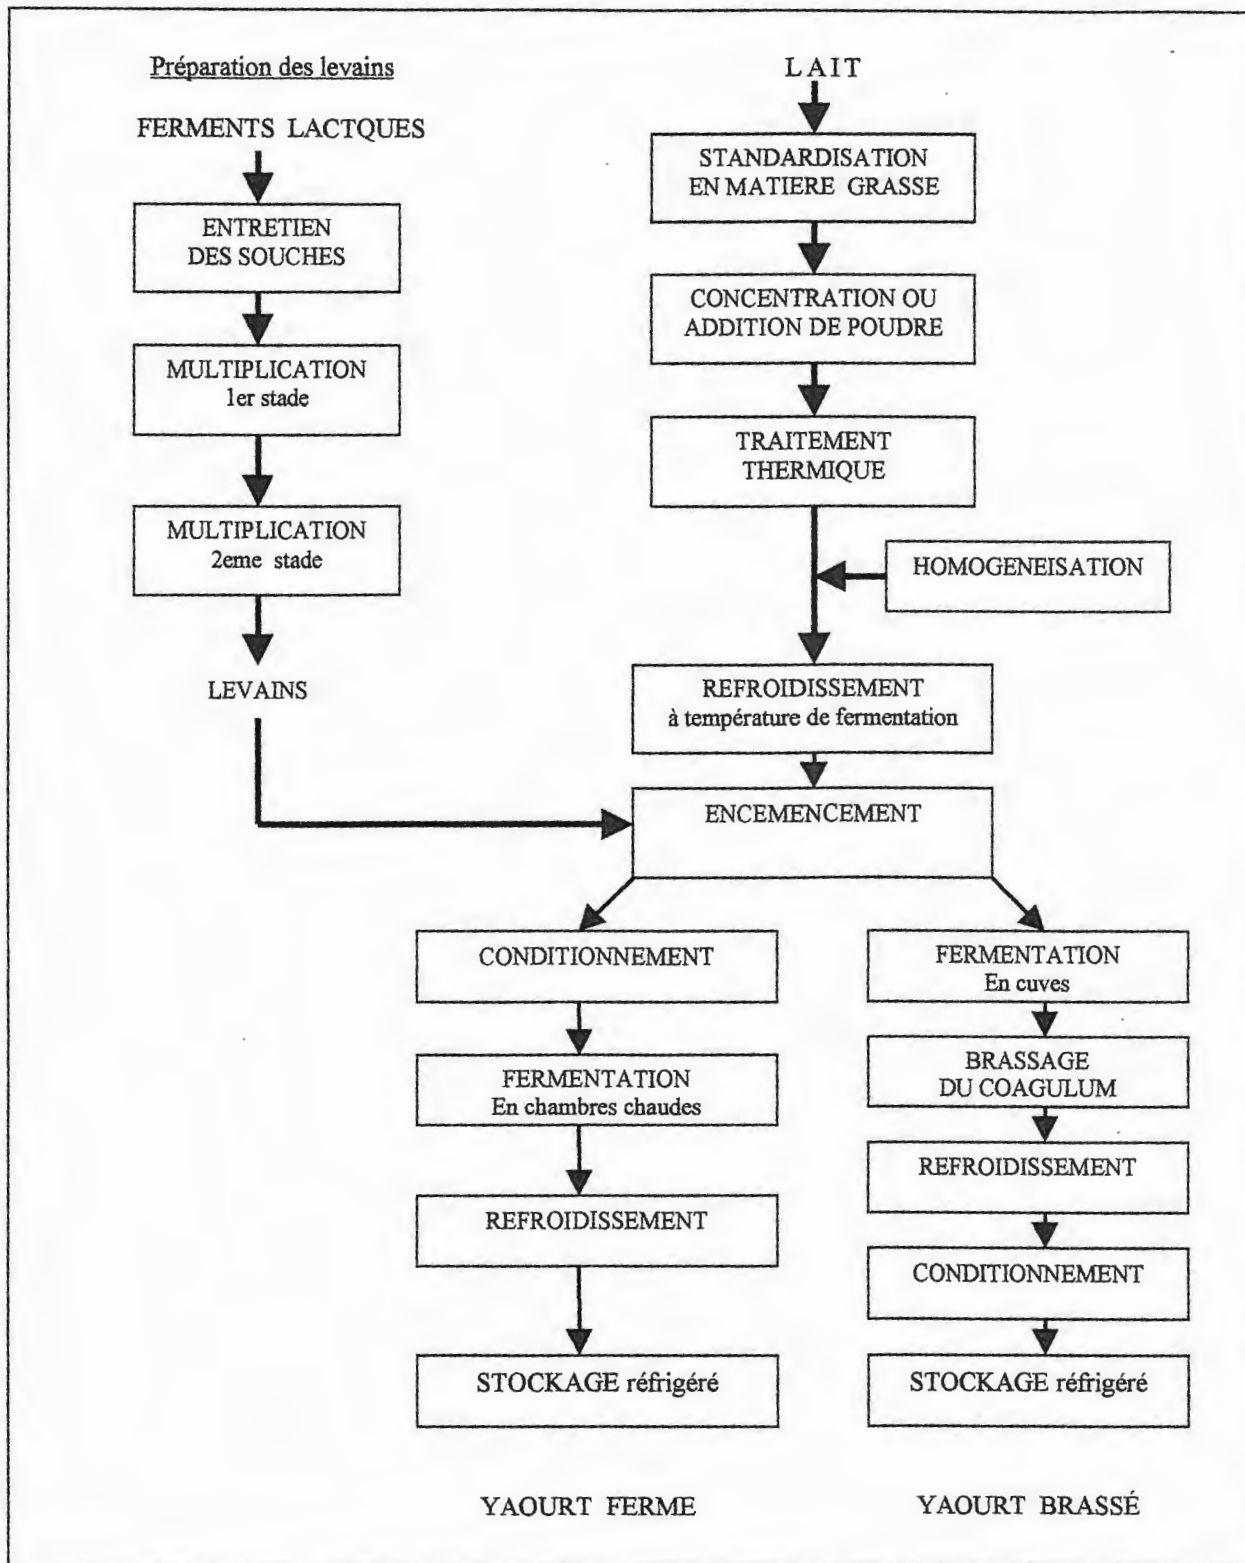 Préparation des levains
FERMENTS LACTQUES
ENTRETIEN
DES SOUCHES
MULTIPLICATION
1er stade
MULTIPLICATION
2eme stade
LEVAINS
LAIT
STANDARDISATION
EN MATIERE GRASSE
CONCENTRATION OU
ADDITION DE POUDRE
TRAITEMENT
THERMIQUE
HOMOGENEISATION
REFROIDISSEMENT
à température de fermentation
ENCEMENCEMENT
CONDITIONNEMENT
FERMENTATION
En chambres chaudes
REFROIDISSEMENT
STOCKAGE réfrigéré
YAOURT FERME
FERMENTATION
En cuves
BRASSAGE
DU COAGULUM
REFROIDISSEMENT
CONDITIONNEMENT
STOCKAGE réfrigéré
YAOURT BRASSÉ